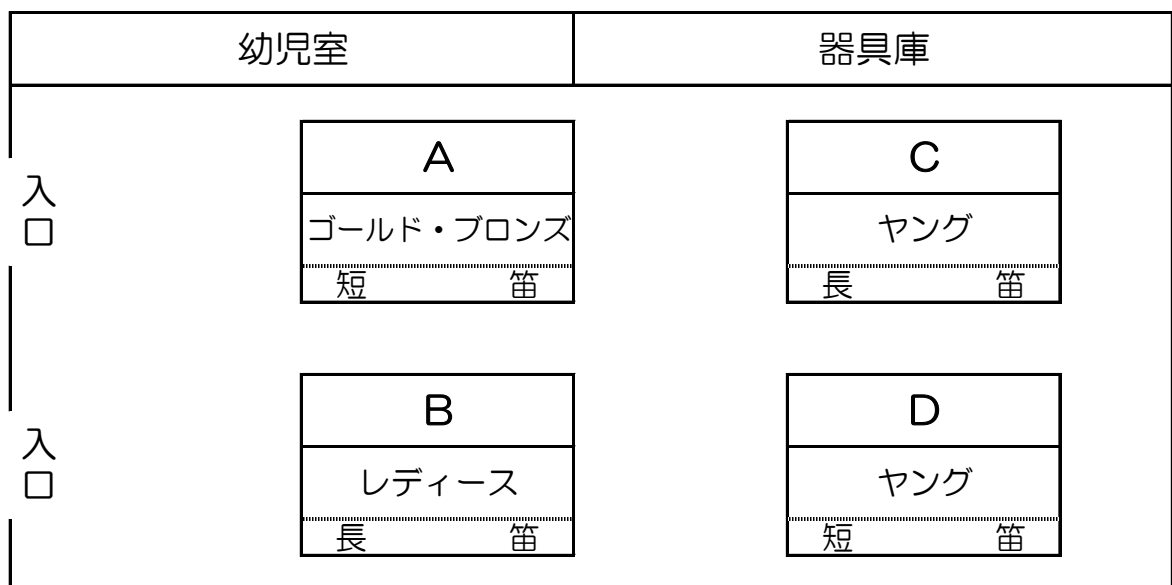 幼児室 器具庫
入口
A C
ゴールド・ブロンズ ヤング
短 笛 長 笛
入口
B D
レディース ヤング
長 笛 短 笛